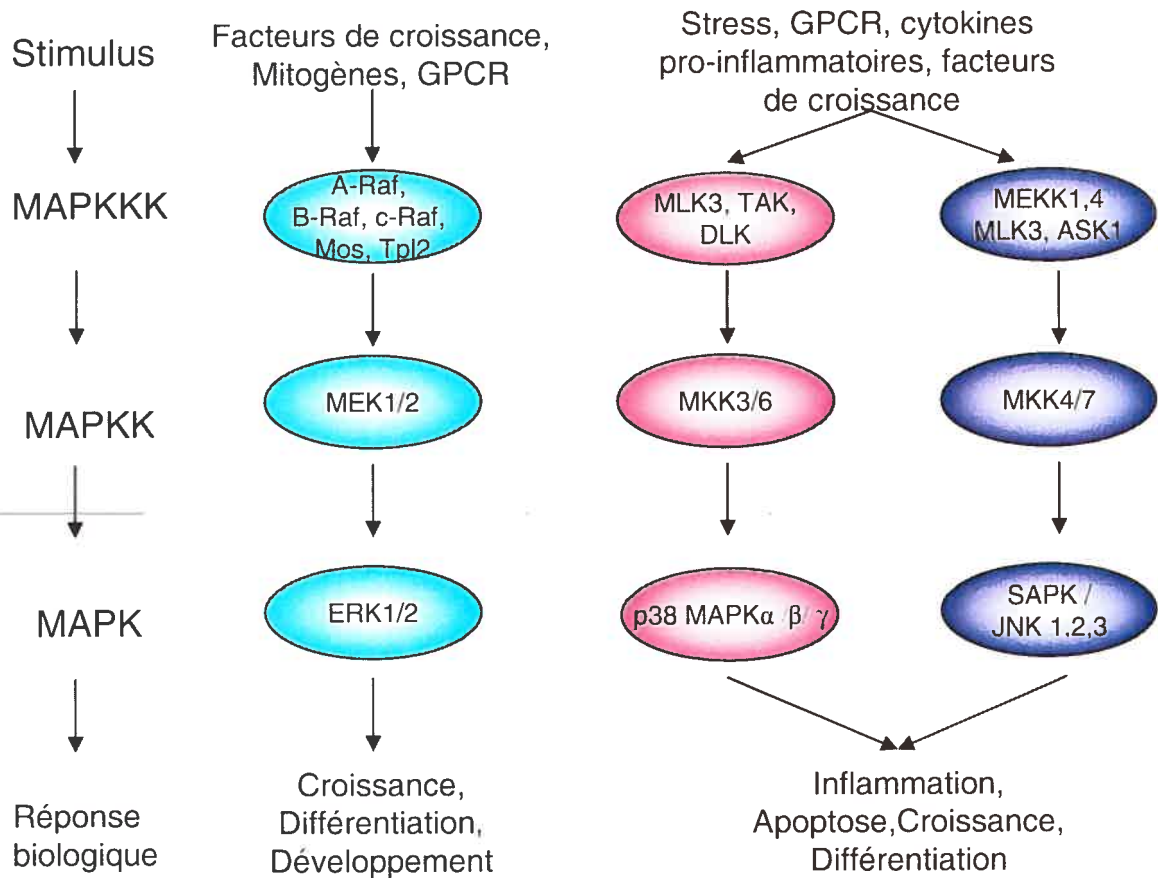 Stimulus
Facteurs de croissance,
Mitogènes, GPCR
Stress, GPCR, cytokines
pro-inflammatoires, facteurs
de croissance
MAPKKK
A-Raf,
B-Raf, c-Raf,
Mos, Tpl2
MLK3, TAK,
DLK
MEKK1,4
MLK3, ASK1
MAPKK
MEK1/2
MKK3/6
MKK4/7
MAPK
ERK1/2
p38 MAPKα /β/ γ
SAPK /
JNK 1,2,3
Réponse
biologique
Croissance,
Différentiation,
Développement
Inflammation,
Apoptose,Croissance,
Différentiation